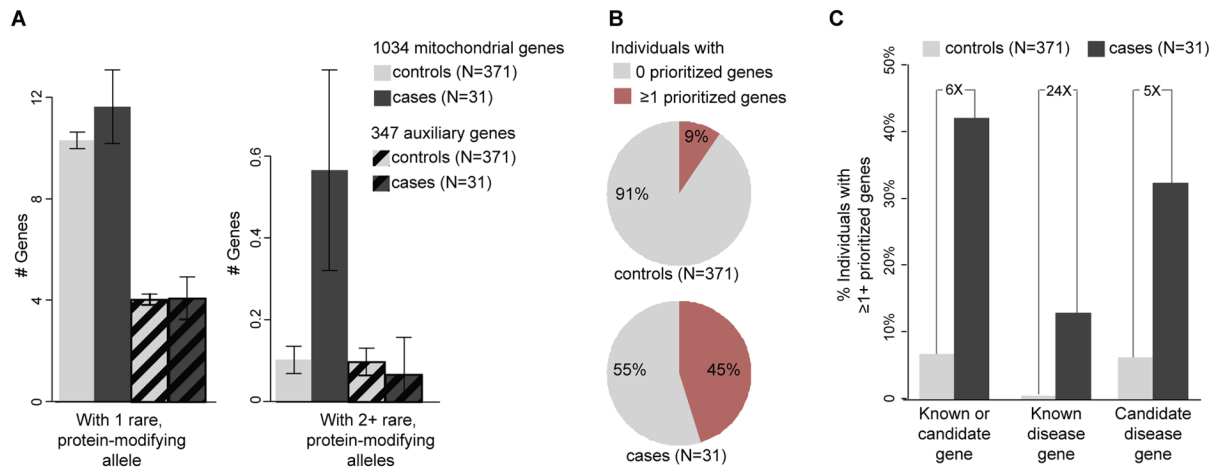 A
1034 mitochondrial genes
controls (N=371)
cases (N=31)
347 auxiliary genes
controls (N=371)
cases (N=31)
# Genes
12
8
4
0
With 1 rare,
protein-modifying
allele
# Genes
0.6
0.4
0.2
0
With 2+ rare,
protein-modifying
alleles
B
Individuals with
0 prioritized genes
≥1 prioritized genes
9%
91%
controls (N=371)
55%
45%
cases (N=31)
C
controls (N=371)
cases (N=31)
% Individuals with
≥1+ prioritized genes
50%
40%
30%
20%
10%
0
6X
24X
5X
Known or
candidate gene
Known
disease gene
Candidate
disease gene